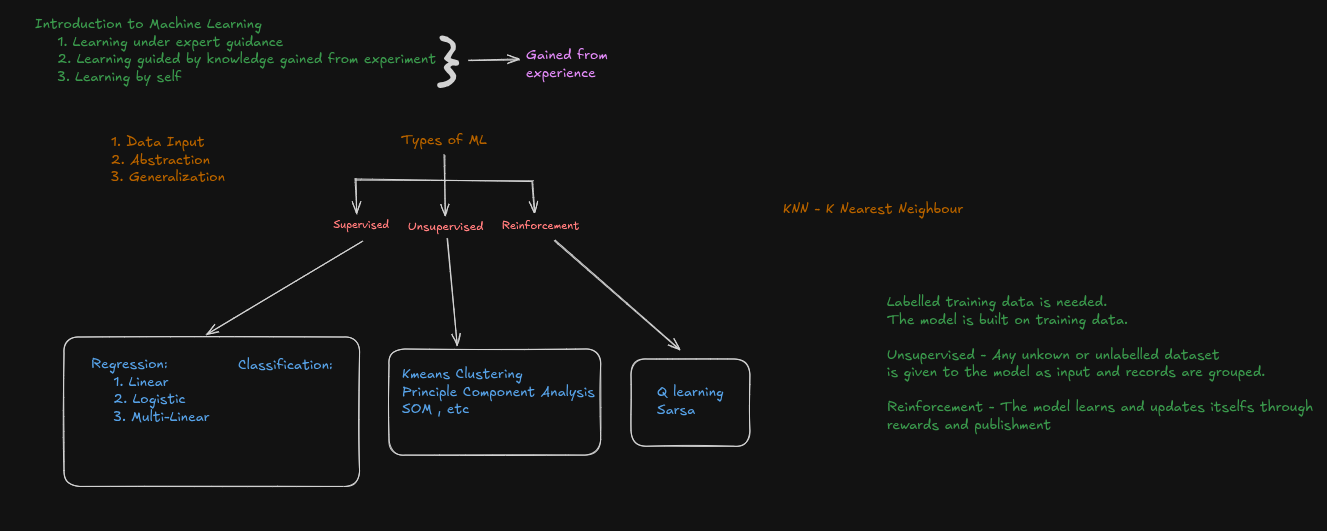 Introduction to Machine Learning
1. Learning under expert guidance
2. Learning guided by knowledge gained from experiment
3. Learning by self
Gained from
experience
1. Data Input
2. Abstraction
3. Generalization
Types of ML
Supervised
Unsupervised
Reinforcement
KNN - K Nearest Neighbour
Regression:
1. Linear
2. Logistic
3. Multi-Linear
Classification:
Kmeans Clustering
Principle Component Analysis
SOM , etc
Q learning
Sarsa
Labelled training data is needed.
The model is built on training data.
Unsupervised - Any unkown or unlabelled dataset
is given to the model as input and records are grouped.
Reinforcement - The model learns and updates itselfs through
rewards and publishment